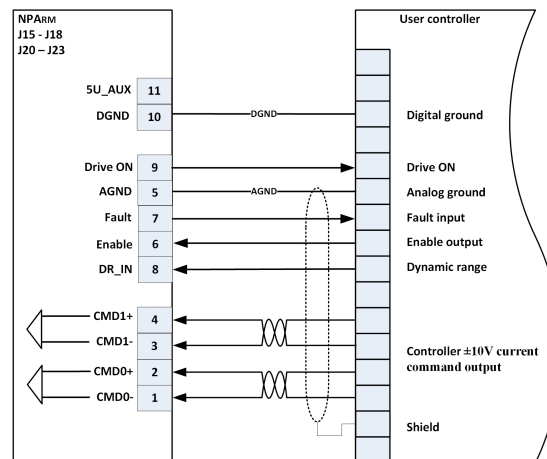 NPARM
J15 - J18
J20 – J23
User controller
5U_AUX 11
DGND 10 DGND Digital ground
Drive ON 9 Drive ON
AGND 5 AGND Analog ground
Fault 7 Fault input
Enable 6 Enable output
DR_IN 8 Dynamic range
CMD1+ 4
CMD1- 3
CMD0+ 2
CMD0- 1
Controller ±10V current
command output
Shield